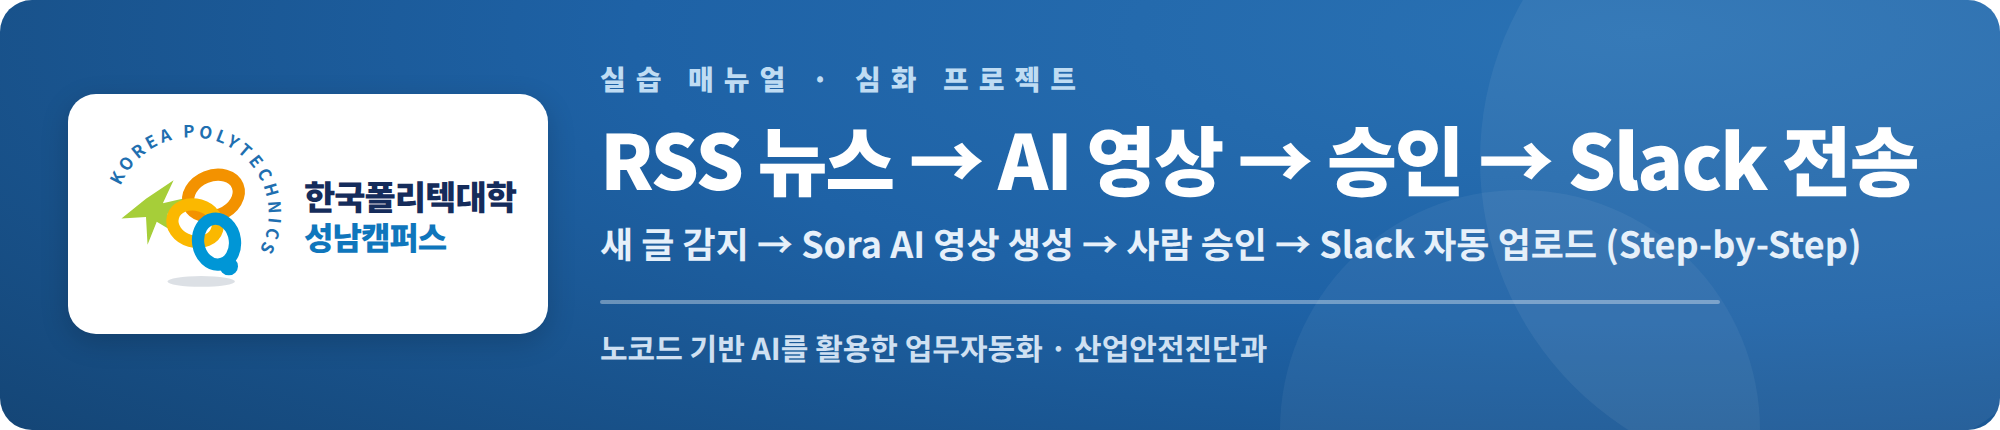 KOREA POLYTECHNICS
한국폴리텍대학
성남캠퍼스
실습 매뉴얼 · 심화 프로젝트
RSS 뉴스 → AI 영상 → 승인 → Slack 전송
새 글 감지 → Sora AI 영상 생성 → 사람 승인 → Slack 자동 업로드 (Step-by-Step)
노코드 기반 AI를 활용한 업무자동화 · 산업안전진단과